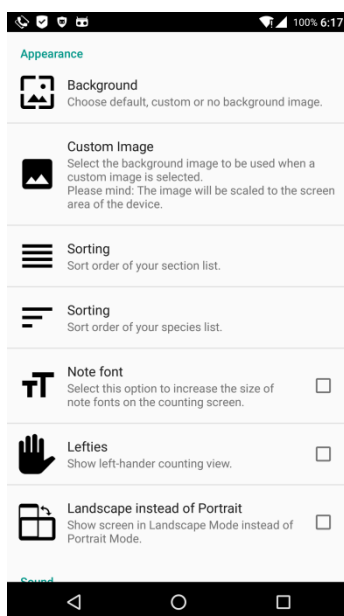 100% 6:17
Appearance
Background
Choose default, custom or no background image.
Custom Image
Select the background image to be used when a
custom image is selected.
Please mind: The image will be scaled to the screen
area of the device.
Sorting
Sort order of your section list.
Sorting
Sort order of your species list.
Note font
Select this option to increase the size of
note fonts on the counting screen.
Lefties
Show left-hander counting view.
Landscape instead of Portrait
Show screen in Landscape Mode instead of
Portrait Mode.
Sound